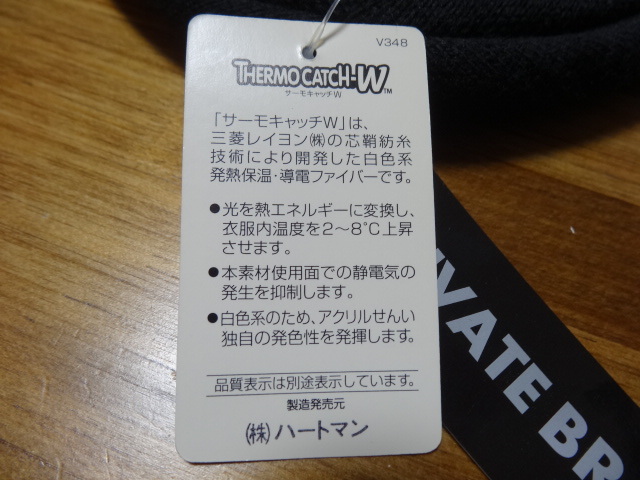 V348
THERMOCATCH-W™
サーモキャッチW
「サーモキャッチW」は、
三菱レイヨン㈱の芯鞘紡糸
技術により開発した白色系
発熱保温・導電ファイバーです。
●光を熱エネルギーに変換し、
衣服内温度を2～8℃上昇
させます。
●本素材使用面での静電気の
発生を抑制します。
●白色系のため、アクリルせんい
独自の発色性を発揮します。
品質表示は別途表示しています。
製造発売元
㈱ハートマン
IVATE BR